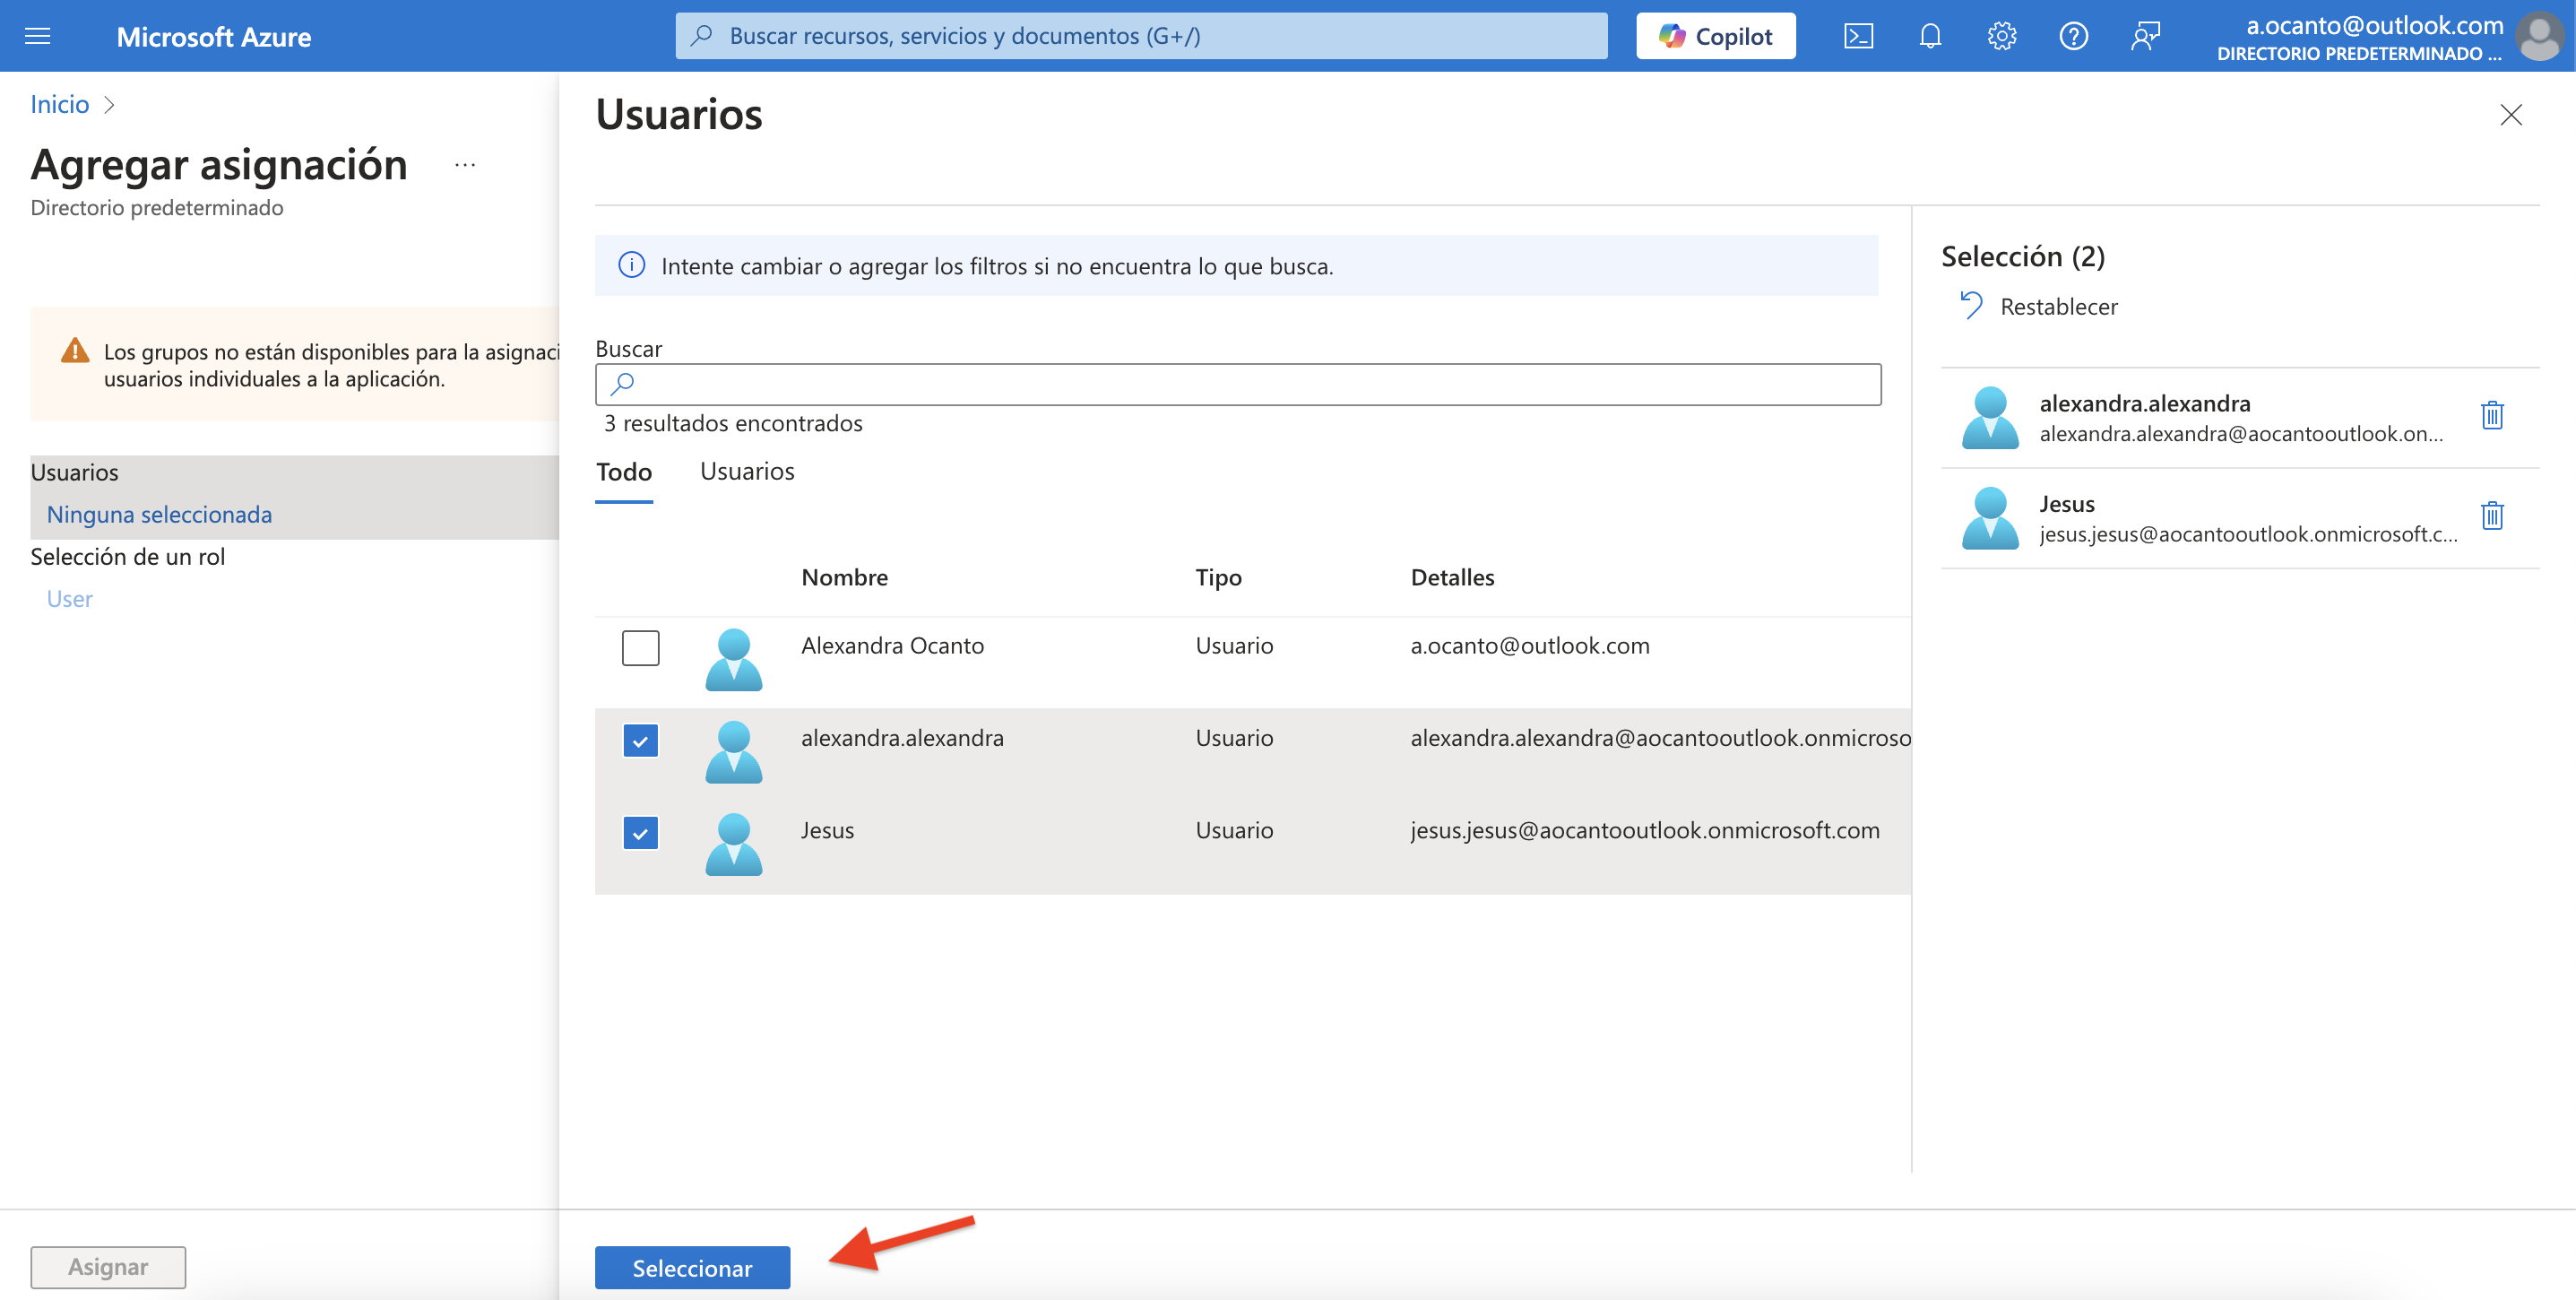 Microsoft Azure
Buscar recursos, servicios y documentos (G+/)
Copilot
a.ocanto@outlook.com
DIRECTORIO PREDETERMINADO ...
Inicio
Agregar asignación
...
Directorio predeterminado
Los grupos no están disponibles para la asignaci
usuarios individuales a la aplicación.
Usuarios
Ninguna seleccionada
Selección de un rol
User
Asignar
Usuarios
Intente cambiar o agregar los filtros si no encuentra lo que busca.
Buscar
3 resultados encontrados
Todo Usuarios
Nombre Tipo Detalles
Alexandra Ocanto Usuario a.ocanto@outlook.com
alexandra.alexandra Usuario alexandra.alexandra@aocantooutlook.onmicroso
Jesus Usuario jesus.jesus@aocantooutlook.onmicrosoft.com
Seleccionar
Selección (2)
Restablecer
alexandra.alexandra
alexandra.alexandra@aocantooutlook.on...
Jesus
jesus.jesus@aocantooutlook.onmicrosoft.c...